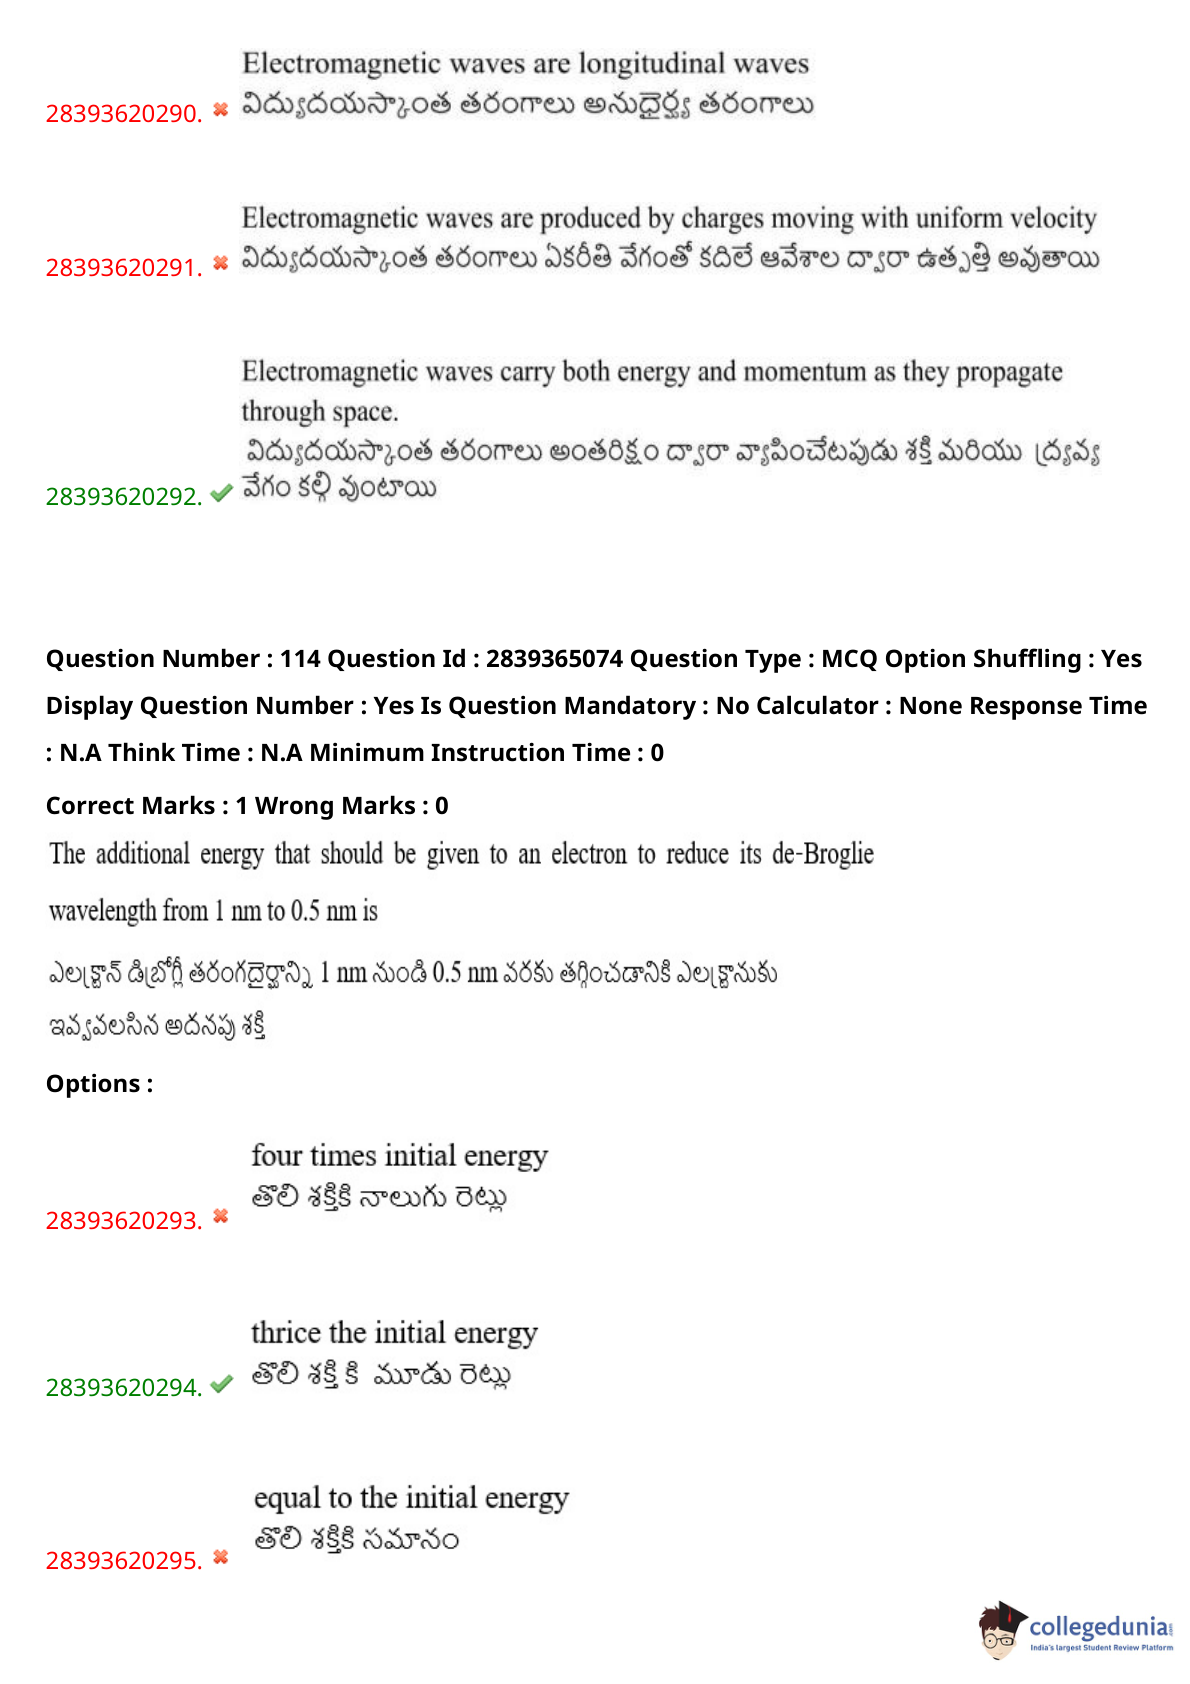 Electromagnetic waves are longitudinal waves
28393620290. విద్యుదయస్కాంత తరంగాలు అనుదైర్ఘ్య తరంగాలు
Electromagnetic waves are produced by charges moving with uniform velocity
28393620291. విద్యుదయస్కాంత తరంగాలు ఏకరీతి వేగంతో కదిలే ఆవేశాల ద్వారా ఉత్పత్తి అవుతాయి
Electromagnetic waves carry both energy and momentum as they propagate
through space.
విద్యుదయస్కాంత తరంగాలు అంతరిక్షం ద్వారా వ్యాపించేటపుడు శక్తి మరియు ద్ర్రవ్య
28393620292. వేగం కల్గి వుంటాయి
Question Number : 114 Question Id : 2839365074 Question Type : MCQ Option Shuffling : Yes
Display Question Number : Yes Is Question Mandatory : No Calculator : None Response Time
: N.A Think Time : N.A Minimum Instruction Time : 0
Correct Marks : 1 Wrong Marks : 0
The additional energy that should be given to an electron to reduce its de-Broglie
wavelength from 1 nm to 0.5 nm is
ఎలక్ట్రాన్ డిబ్రోగ్లీ తరంగదైర్ఘాన్ని 1 nm నుండి 0.5 nm వరకు తగ్గించడానికి ఎలక్ట్రానుకు
ఇవ్వవలసిన అదనపు శక్తి
Options :
four times initial energy
28393620293. తొలి శక్తికి నాలుగు రెట్లు
thrice the initial energy
28393620294. తొలి శక్తి కి మూడు రెట్లు
equal to the initial energy
28393620295. తొలి శక్తికి సమానం
collegedunia.com
India's largest Student Review Platform